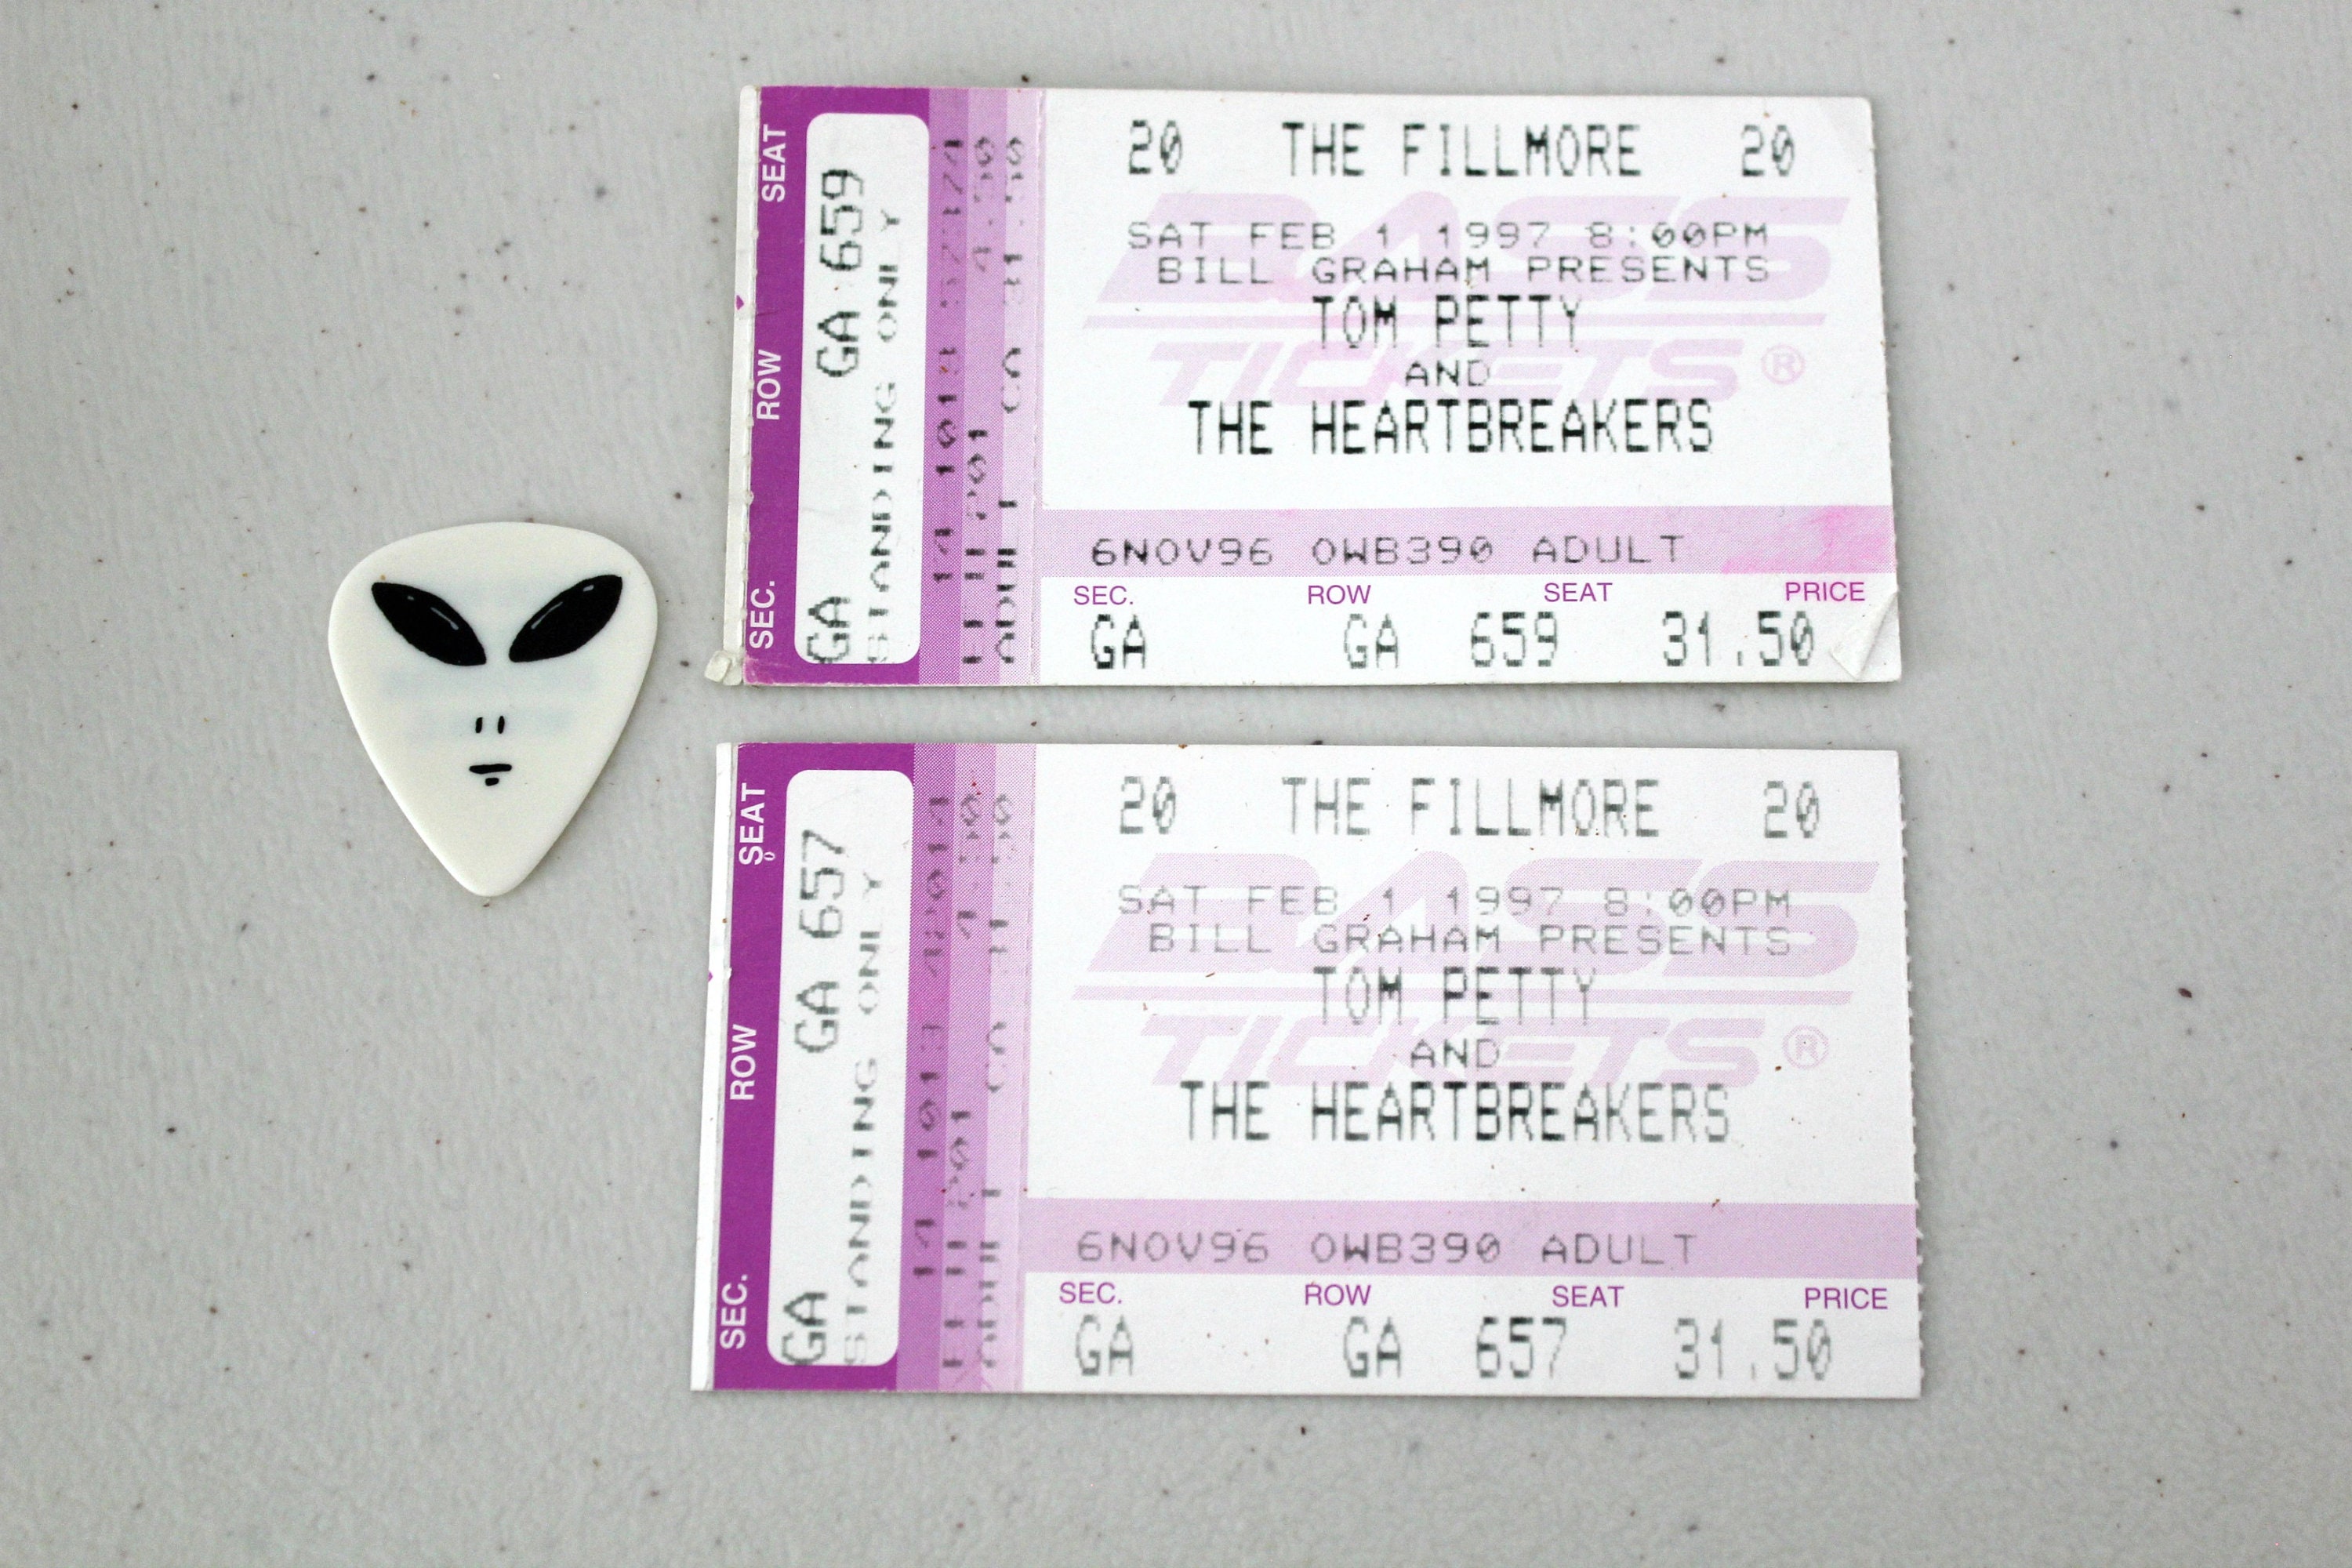 SEC. ROW SEAT
GA GA 659
STANDING ONLY
20 THE FILLMORE 20
BASS
TICKETS®
SAT FEB 1 1997 8:00PM
BILL GRAHAM PRESENTS
TOM PETTY
AND
THE HEARTBREAKERS
6NOV96 OWB390 ADULT
SEC. ROW SEAT PRICE
GA GA 659 31.50
SEC. ROW SEAT
GA GA 657
STANDING ONLY
20 THE FILLMORE 20
BASS
TICKETS®
SAT FEB 1 1997 8:00PM
BILL GRAHAM PRESENTS
TOM PETTY
AND
THE HEARTBREAKERS
6NOV96 OWB390 ADULT
SEC. ROW SEAT PRICE
GA GA 657 31.50